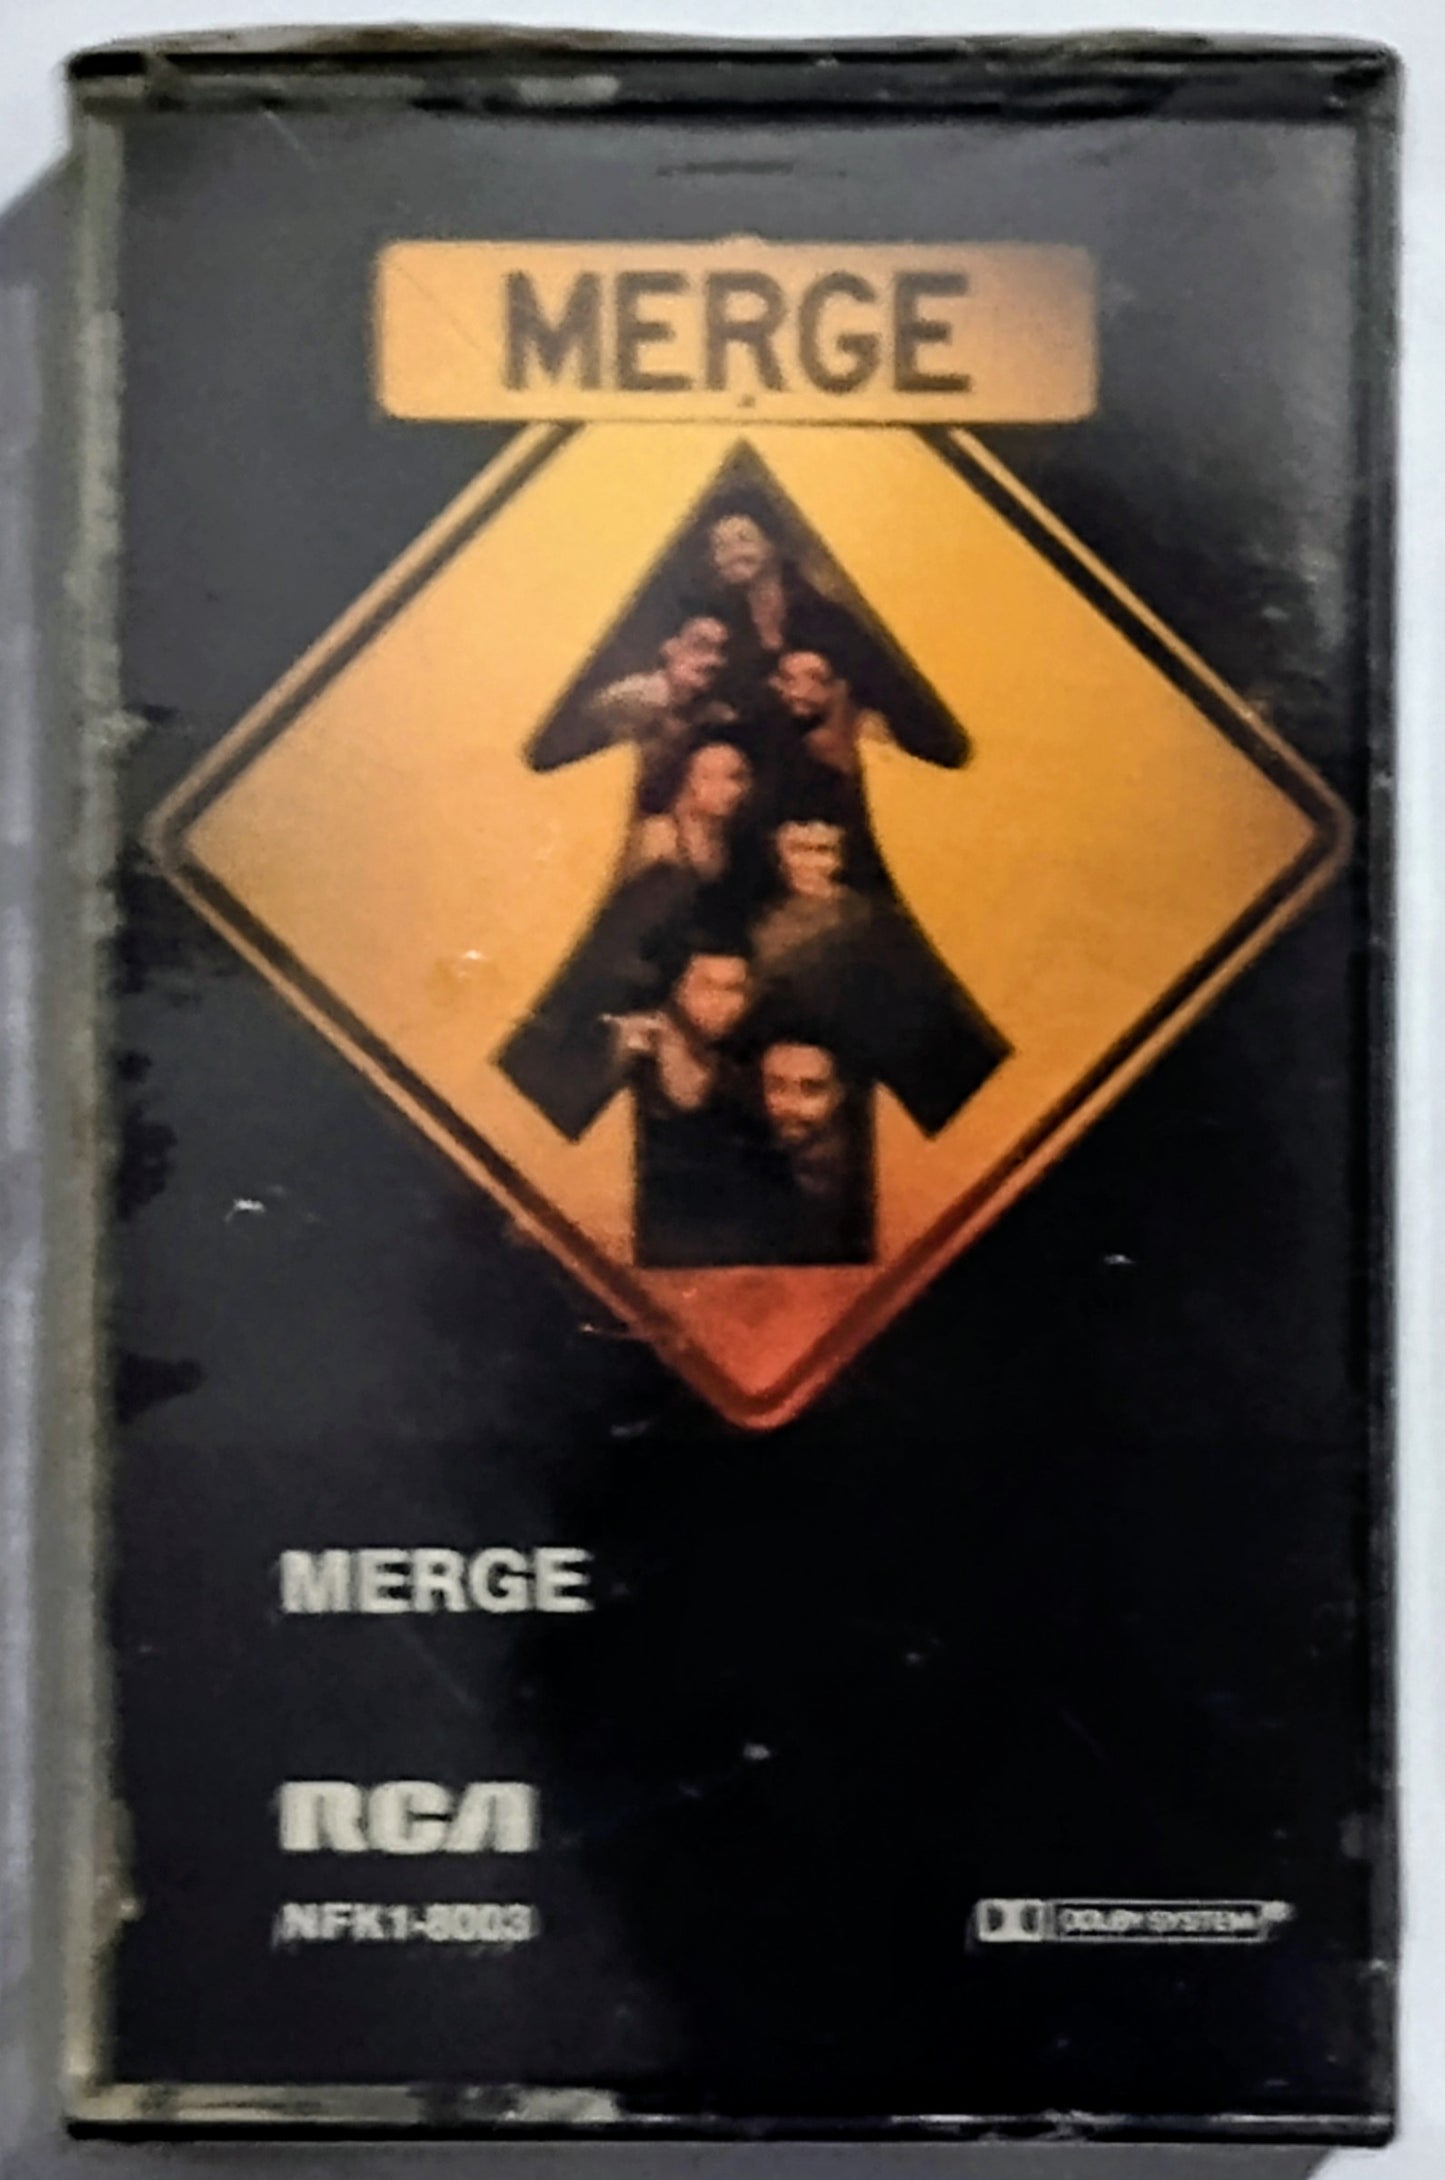 MERGE
MERGE
RCA
NFK1-8003
DOLBY SYSTEM®